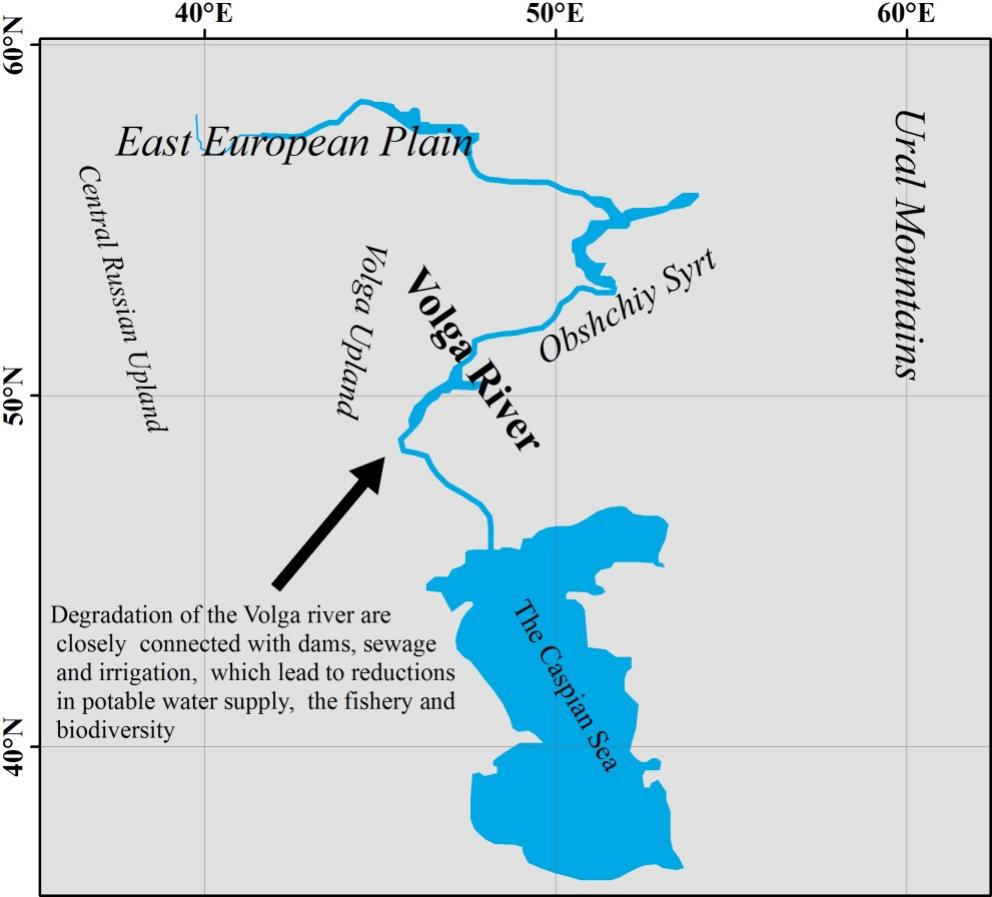 40°E
50°E
60°E
60°N
50°N
40°N
East European Plain
Central Russian Upland
Volga Upland
Volga River
Obshchiy Syrt
Ural Mountains
The Caspian Sea
Degradation of the Volga river are
closely connected with dams, sewage
and irrigation, which lead to reductions
in potable water supply, the fishery and
biodiversity